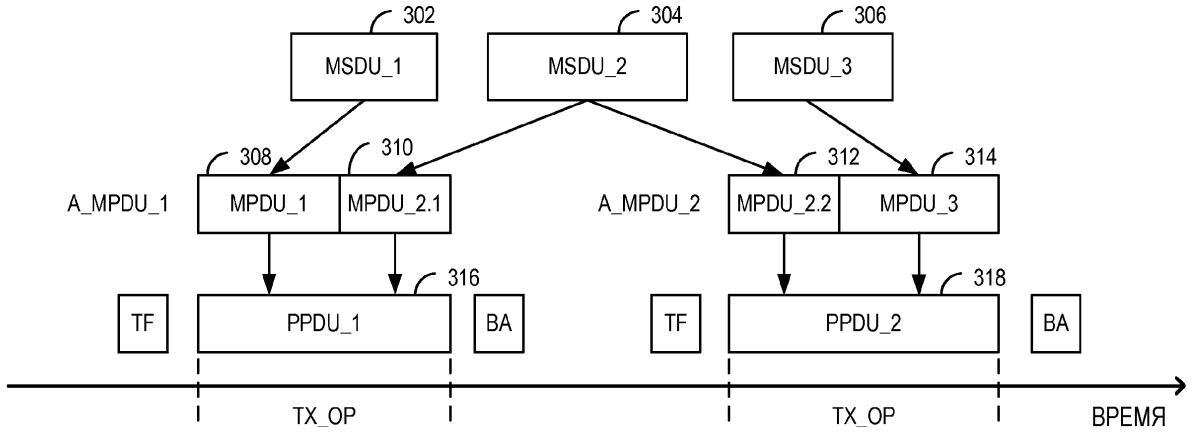 302 304 306
MSDU_1 MSDU_2 MSDU_3
308 310 312 314
A_MPDU_1 MPDU_1 MPDU_2.1 A_MPDU_2 MPDU_2.2 MPDU_3
316 318
TF PPDU_1 BA TF PPDU_2 BA
TX_OP TX_OP ВРЕМЯ